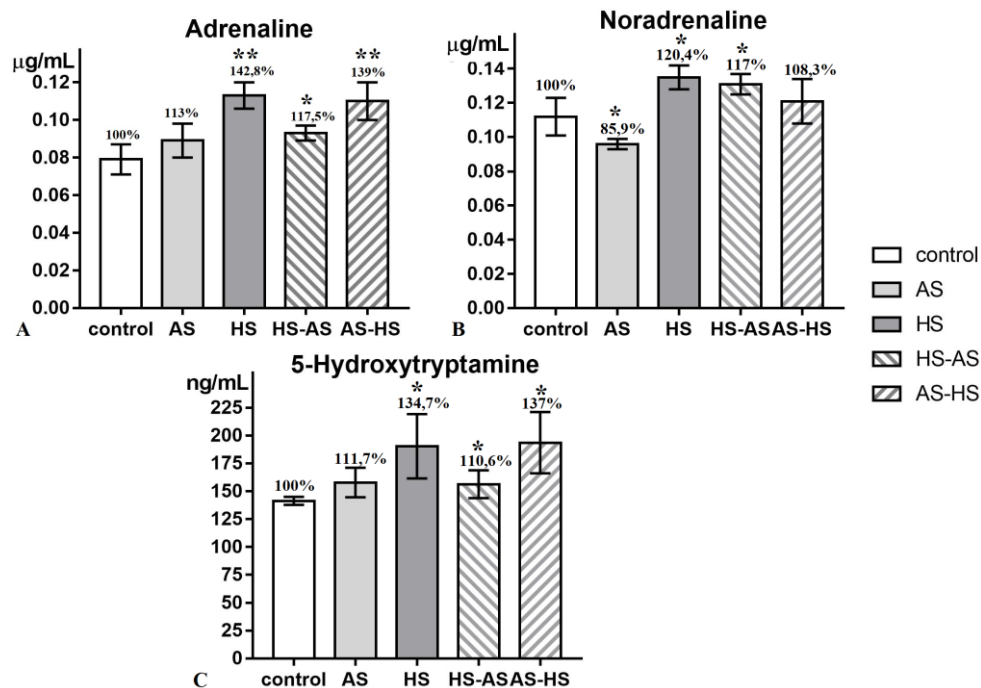 Adrenaline
μg/mL
0.12
0.10
0.08
0.06
0.04
0.02
0.00
100%
113%
**
142,8%
*
117,5%
**
139%
control AS HS HS-AS AS-HS
A
Noradrenaline
μg/mL
0.14
0.12
0.10
0.08
0.06
0.04
0.02
0.00
100%
*
85,9%
*
120,4%
*
117%
108,3%
control AS HS HS-AS AS-HS
B
control
AS
HS
HS-AS
AS-HS
5-Hydroxytryptamine
ng/mL
225
200
175
150
125
100
75
50
25
0
100%
111,7%
*
134,7%
*
110,6%
*
137%
control AS HS HS-AS AS-HS
C